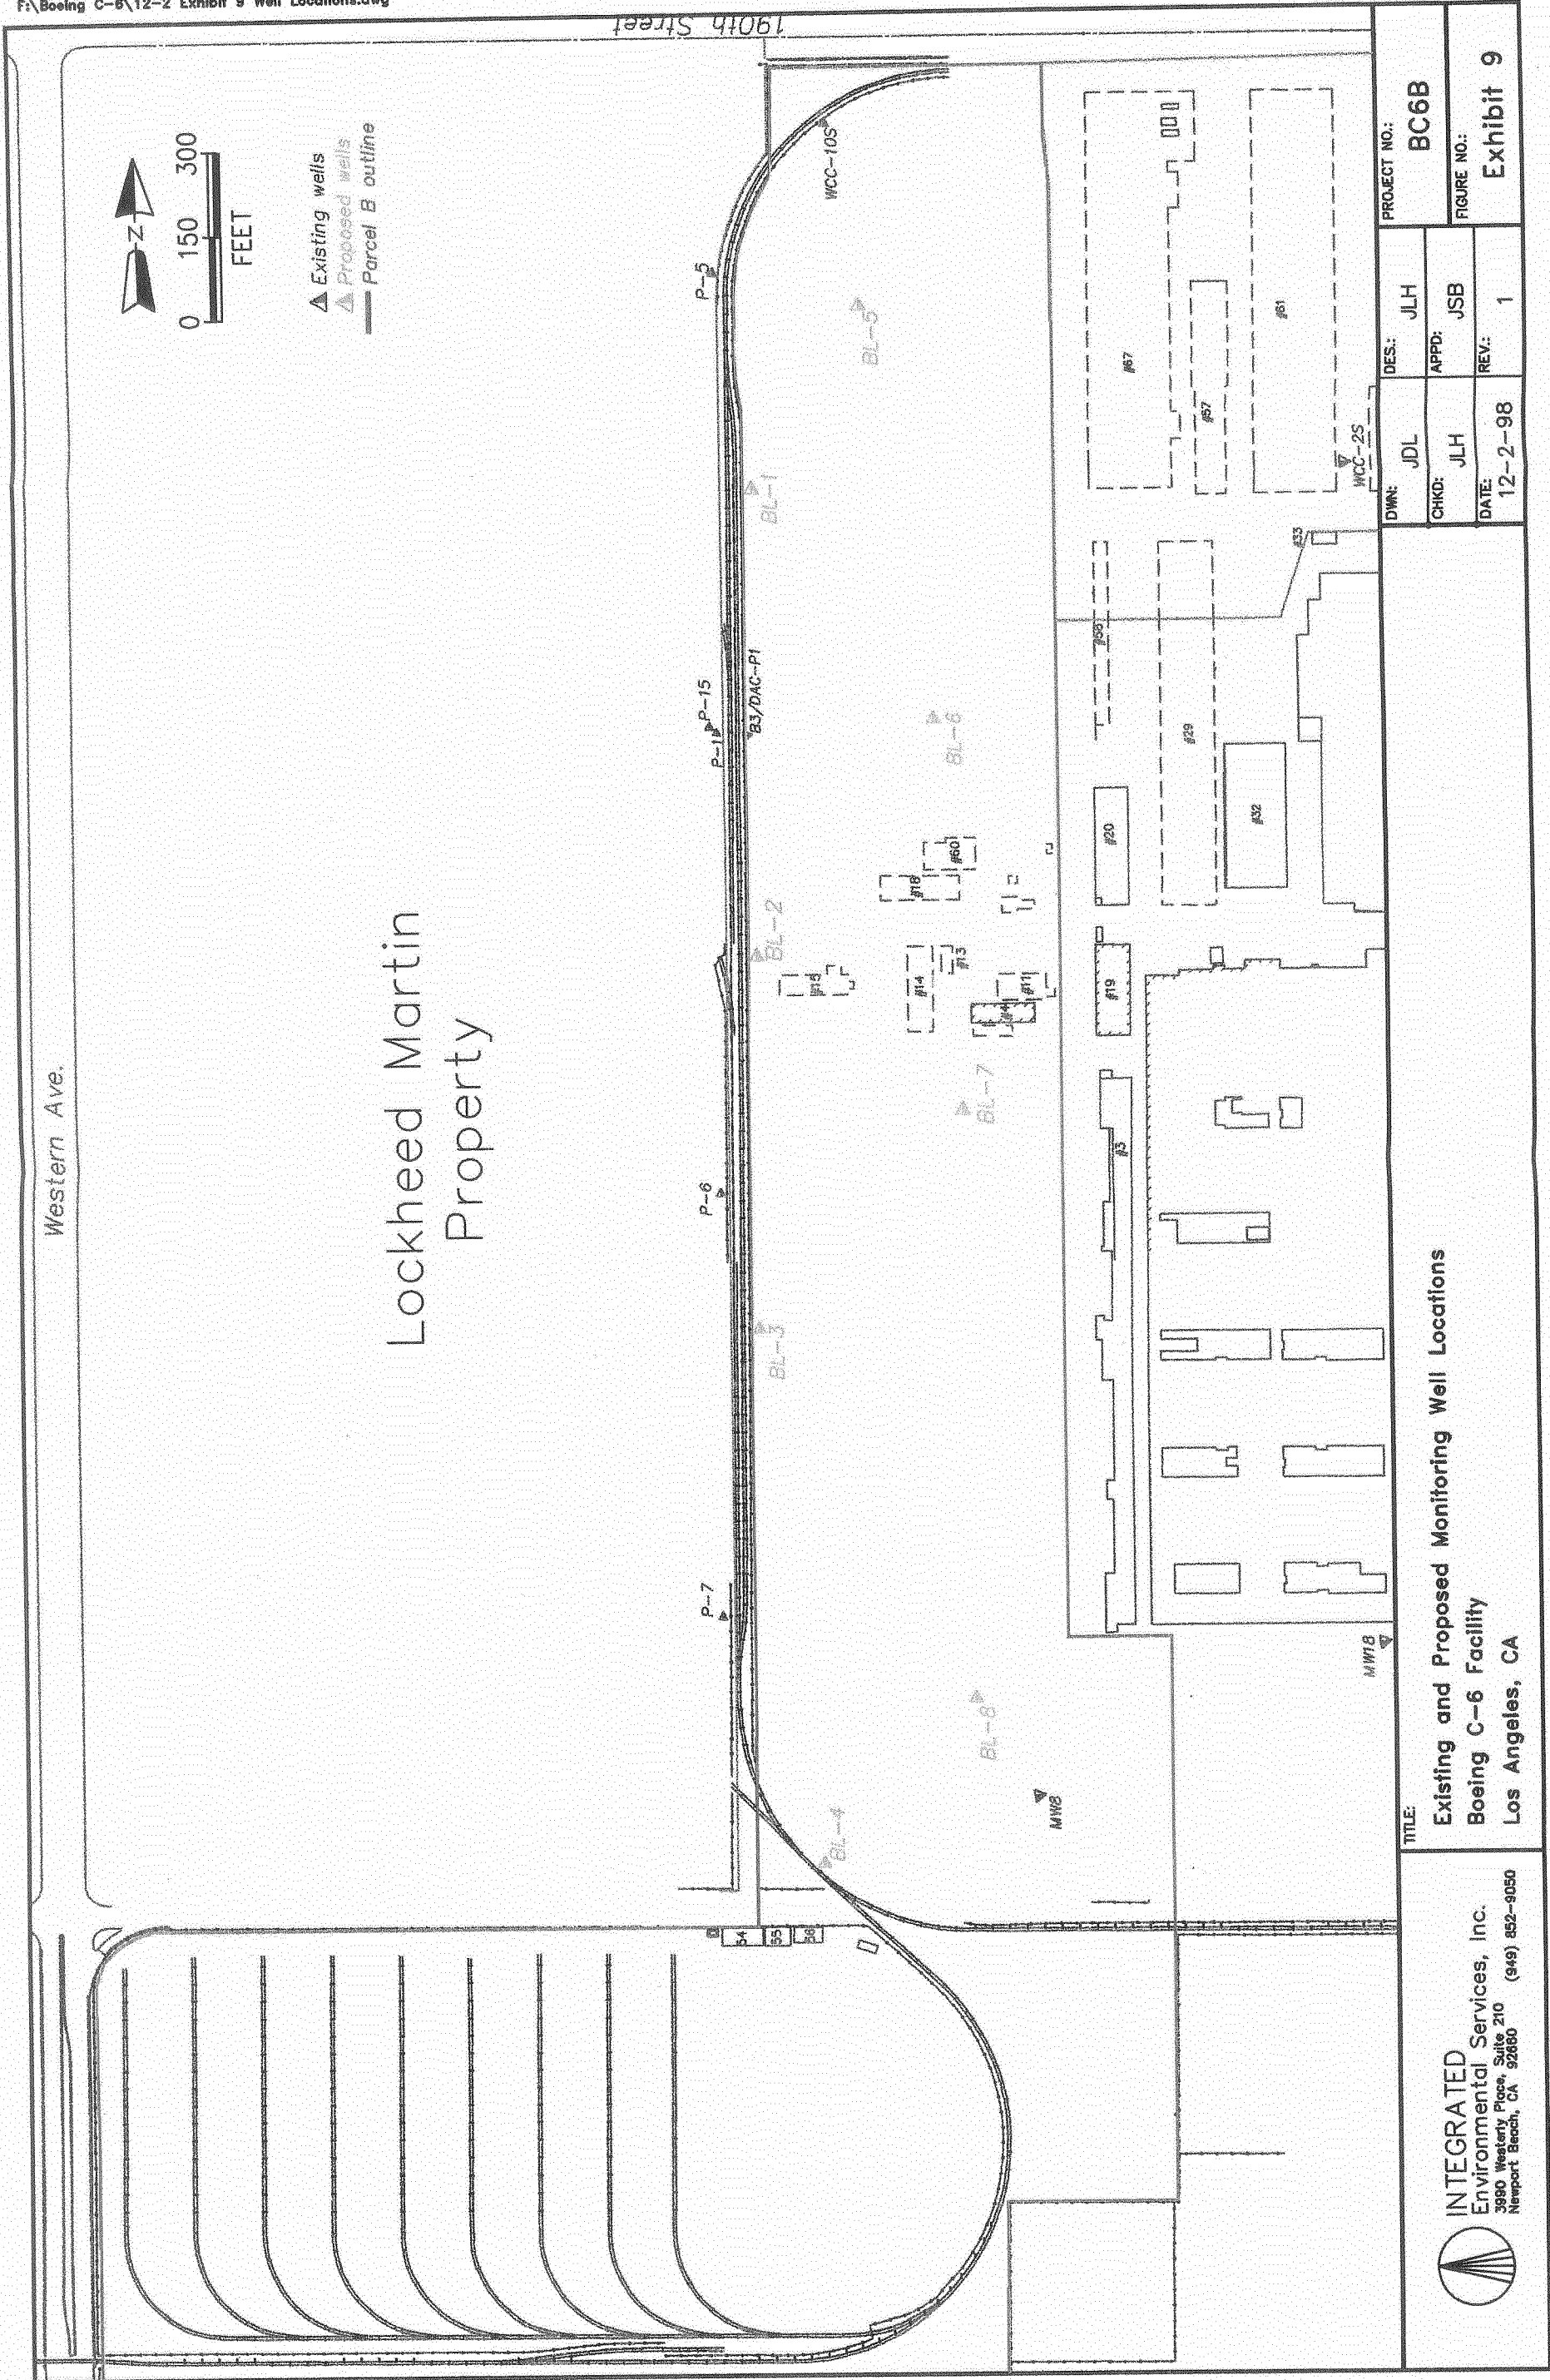 F:\Boeing C-6\12-2 Exhibit 9 Well Locations.dwg
190th Street
Western Ave.
Z
0 150 300
FEET
Existing wells
Proposed wells
Parcel B outline
Lockheed Martin
Property
WCC-10S
P-5
BL-5
BL-1
P-15
P-1
B3/DAC-P1
BL-6
BL-2
P-6
BL-7
BL-3
P-7
BL-8
MW8
BL-4
MW18
WCC-2S
#67
#57
#61
#33
#58
#29
#32
#20
#60
#18
#13
#14
#15
#11
#4
#19
#3
54
55
56
INTEGRATED
Environmental Services, Inc.
3990 Westerly Place, Suite 210
Newport Beach, CA 92660 (949) 852-9050
TITLE:
Existing and Proposed Monitoring Well Locations
Boeing C-6 Facility
Los Angeles, CA
DWN: JDL
DES.: JLH
CHKD: JLH
APPD: JSB
DATE: 12-2-98
REV.: 1
PROJECT NO.:
BC6B
FIGURE NO.:
Exhibit 9